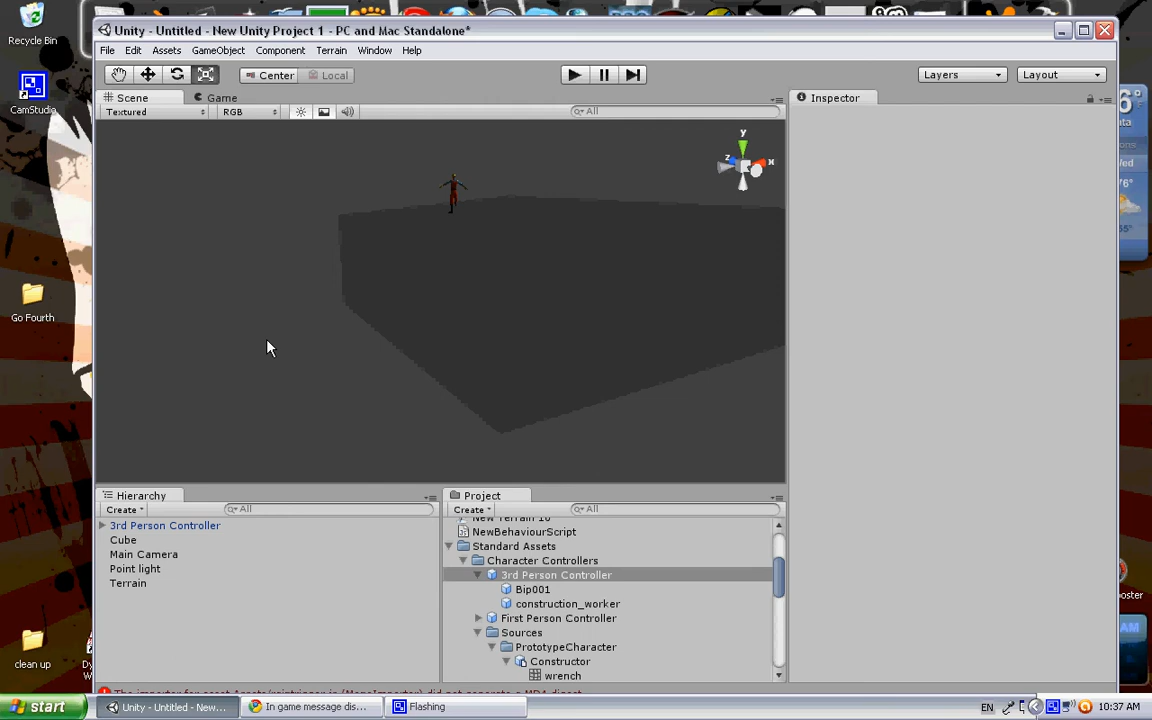 Recycle Bin
CamStudio
Go Fourth
clean up
Unity - Untitled - New Unity Project 1 - PC and Mac Standalone*
File Edit Assets GameObject Component Terrain Window Help
Center Local Layers Layout
Scene Game Inspector
Textured RGB All
y
z x
Hierarchy Project
Create All Create All
3rd Person Controller
Cube
Main Camera
Point light
Terrain
New Terrain 10
NewBehaviourScript
Standard Assets
Character Controllers
3rd Person Controller
Bip001
construction_worker
First Person Controller
Sources
PrototypeCharacter
Constructor
wrench
start Unity - Untitled - New... In game message dis... Flashing EN 10:37 AM